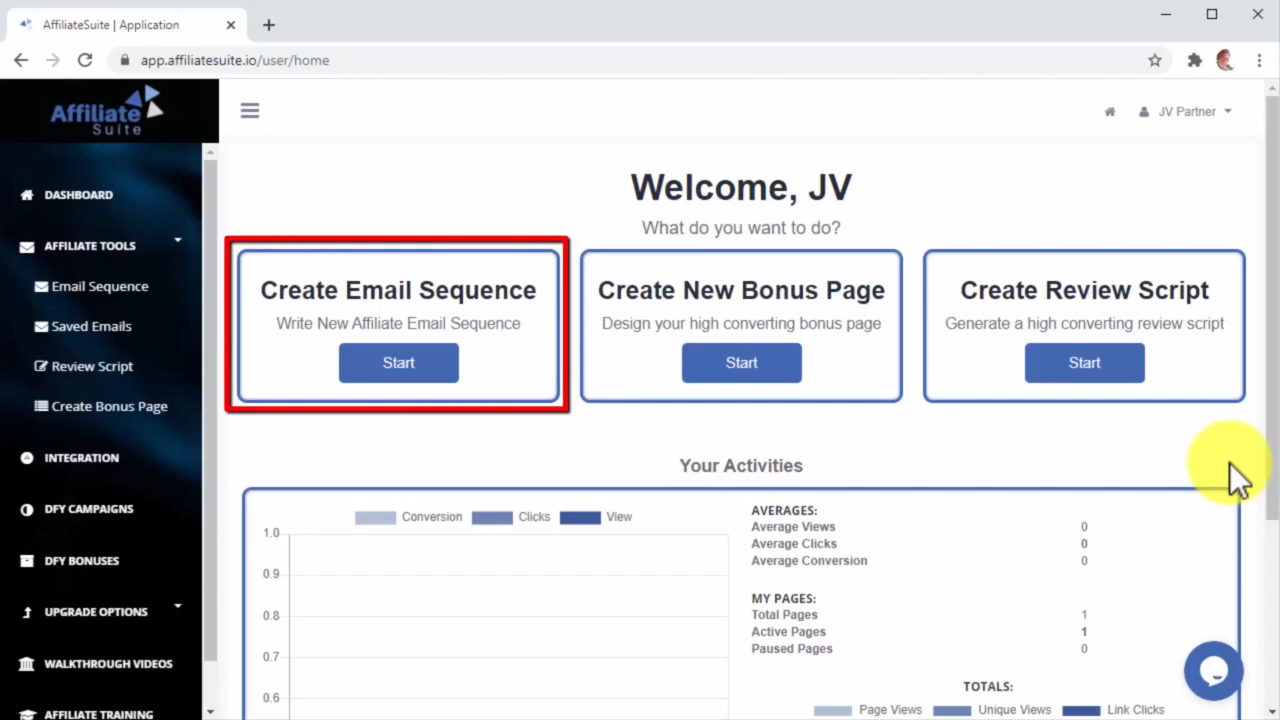 AffiliateSuite | Application
app.affiliatesuite.io/user/home
Affiliate
Suite
JV Partner
DASHBOARD
AFFILIATE TOOLS
Email Sequence
Saved Emails
Review Script
Create Bonus Page
INTEGRATION
DFY CAMPAIGNS
DFY BONUSES
UPGRADE OPTIONS
WALKTHROUGH VIDEOS
AFFILIATE TRAINING
Welcome, JV
What do you want to do?
Create Email Sequence
Write New Affiliate Email Sequence
Start
Create New Bonus Page
Design your high converting bonus page
Start
Create Review Script
Generate a high converting review script
Start
Your Activities
Conversion Clicks View
1.0
0.9
0.8
0.7
0.6
AVERAGES:
Average Views 0
Average Clicks 0
Average Conversion 0
MY PAGES:
Total Pages 1
Active Pages 1
Paused Pages 0
TOTALS:
Page Views Unique Views Link Clicks